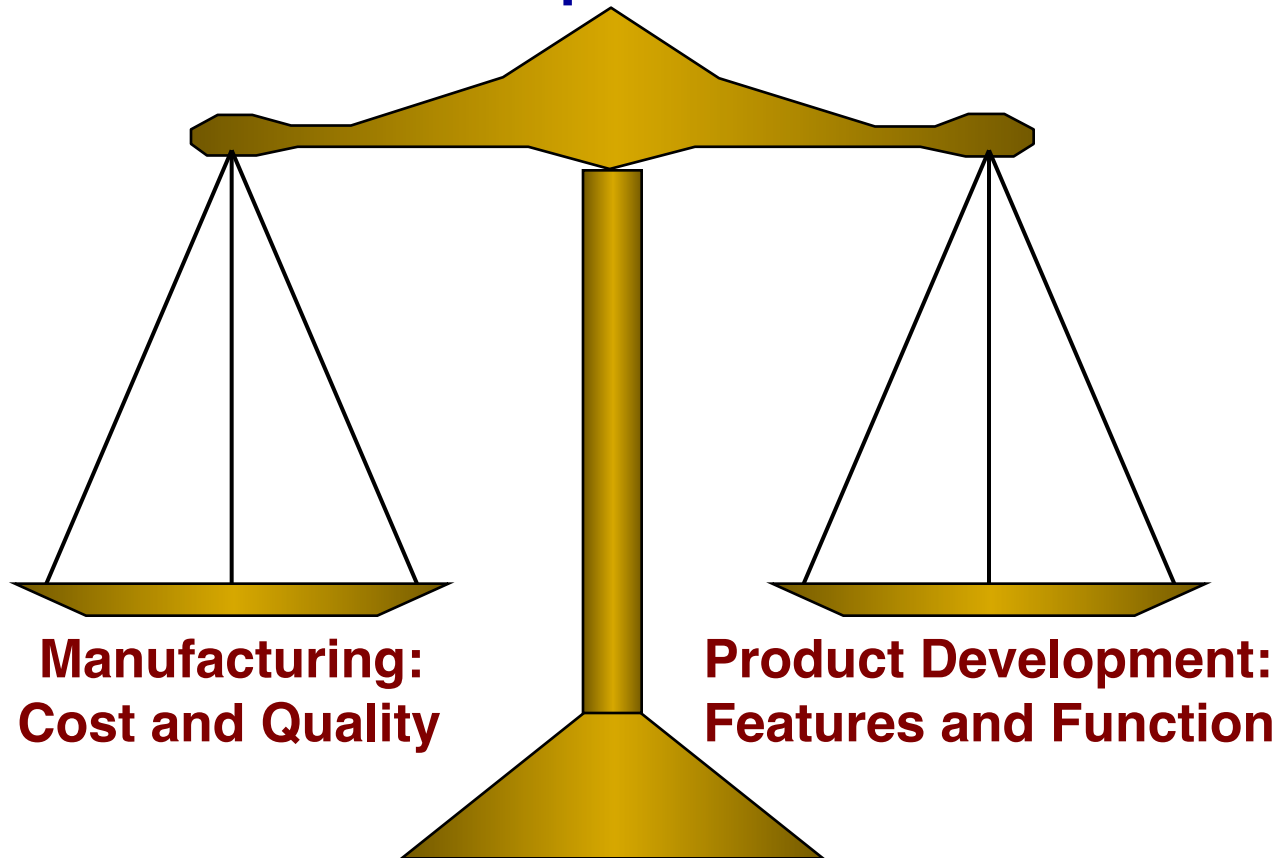 Manufacturing:
Cost and Quality
Product Development:
Features and Function